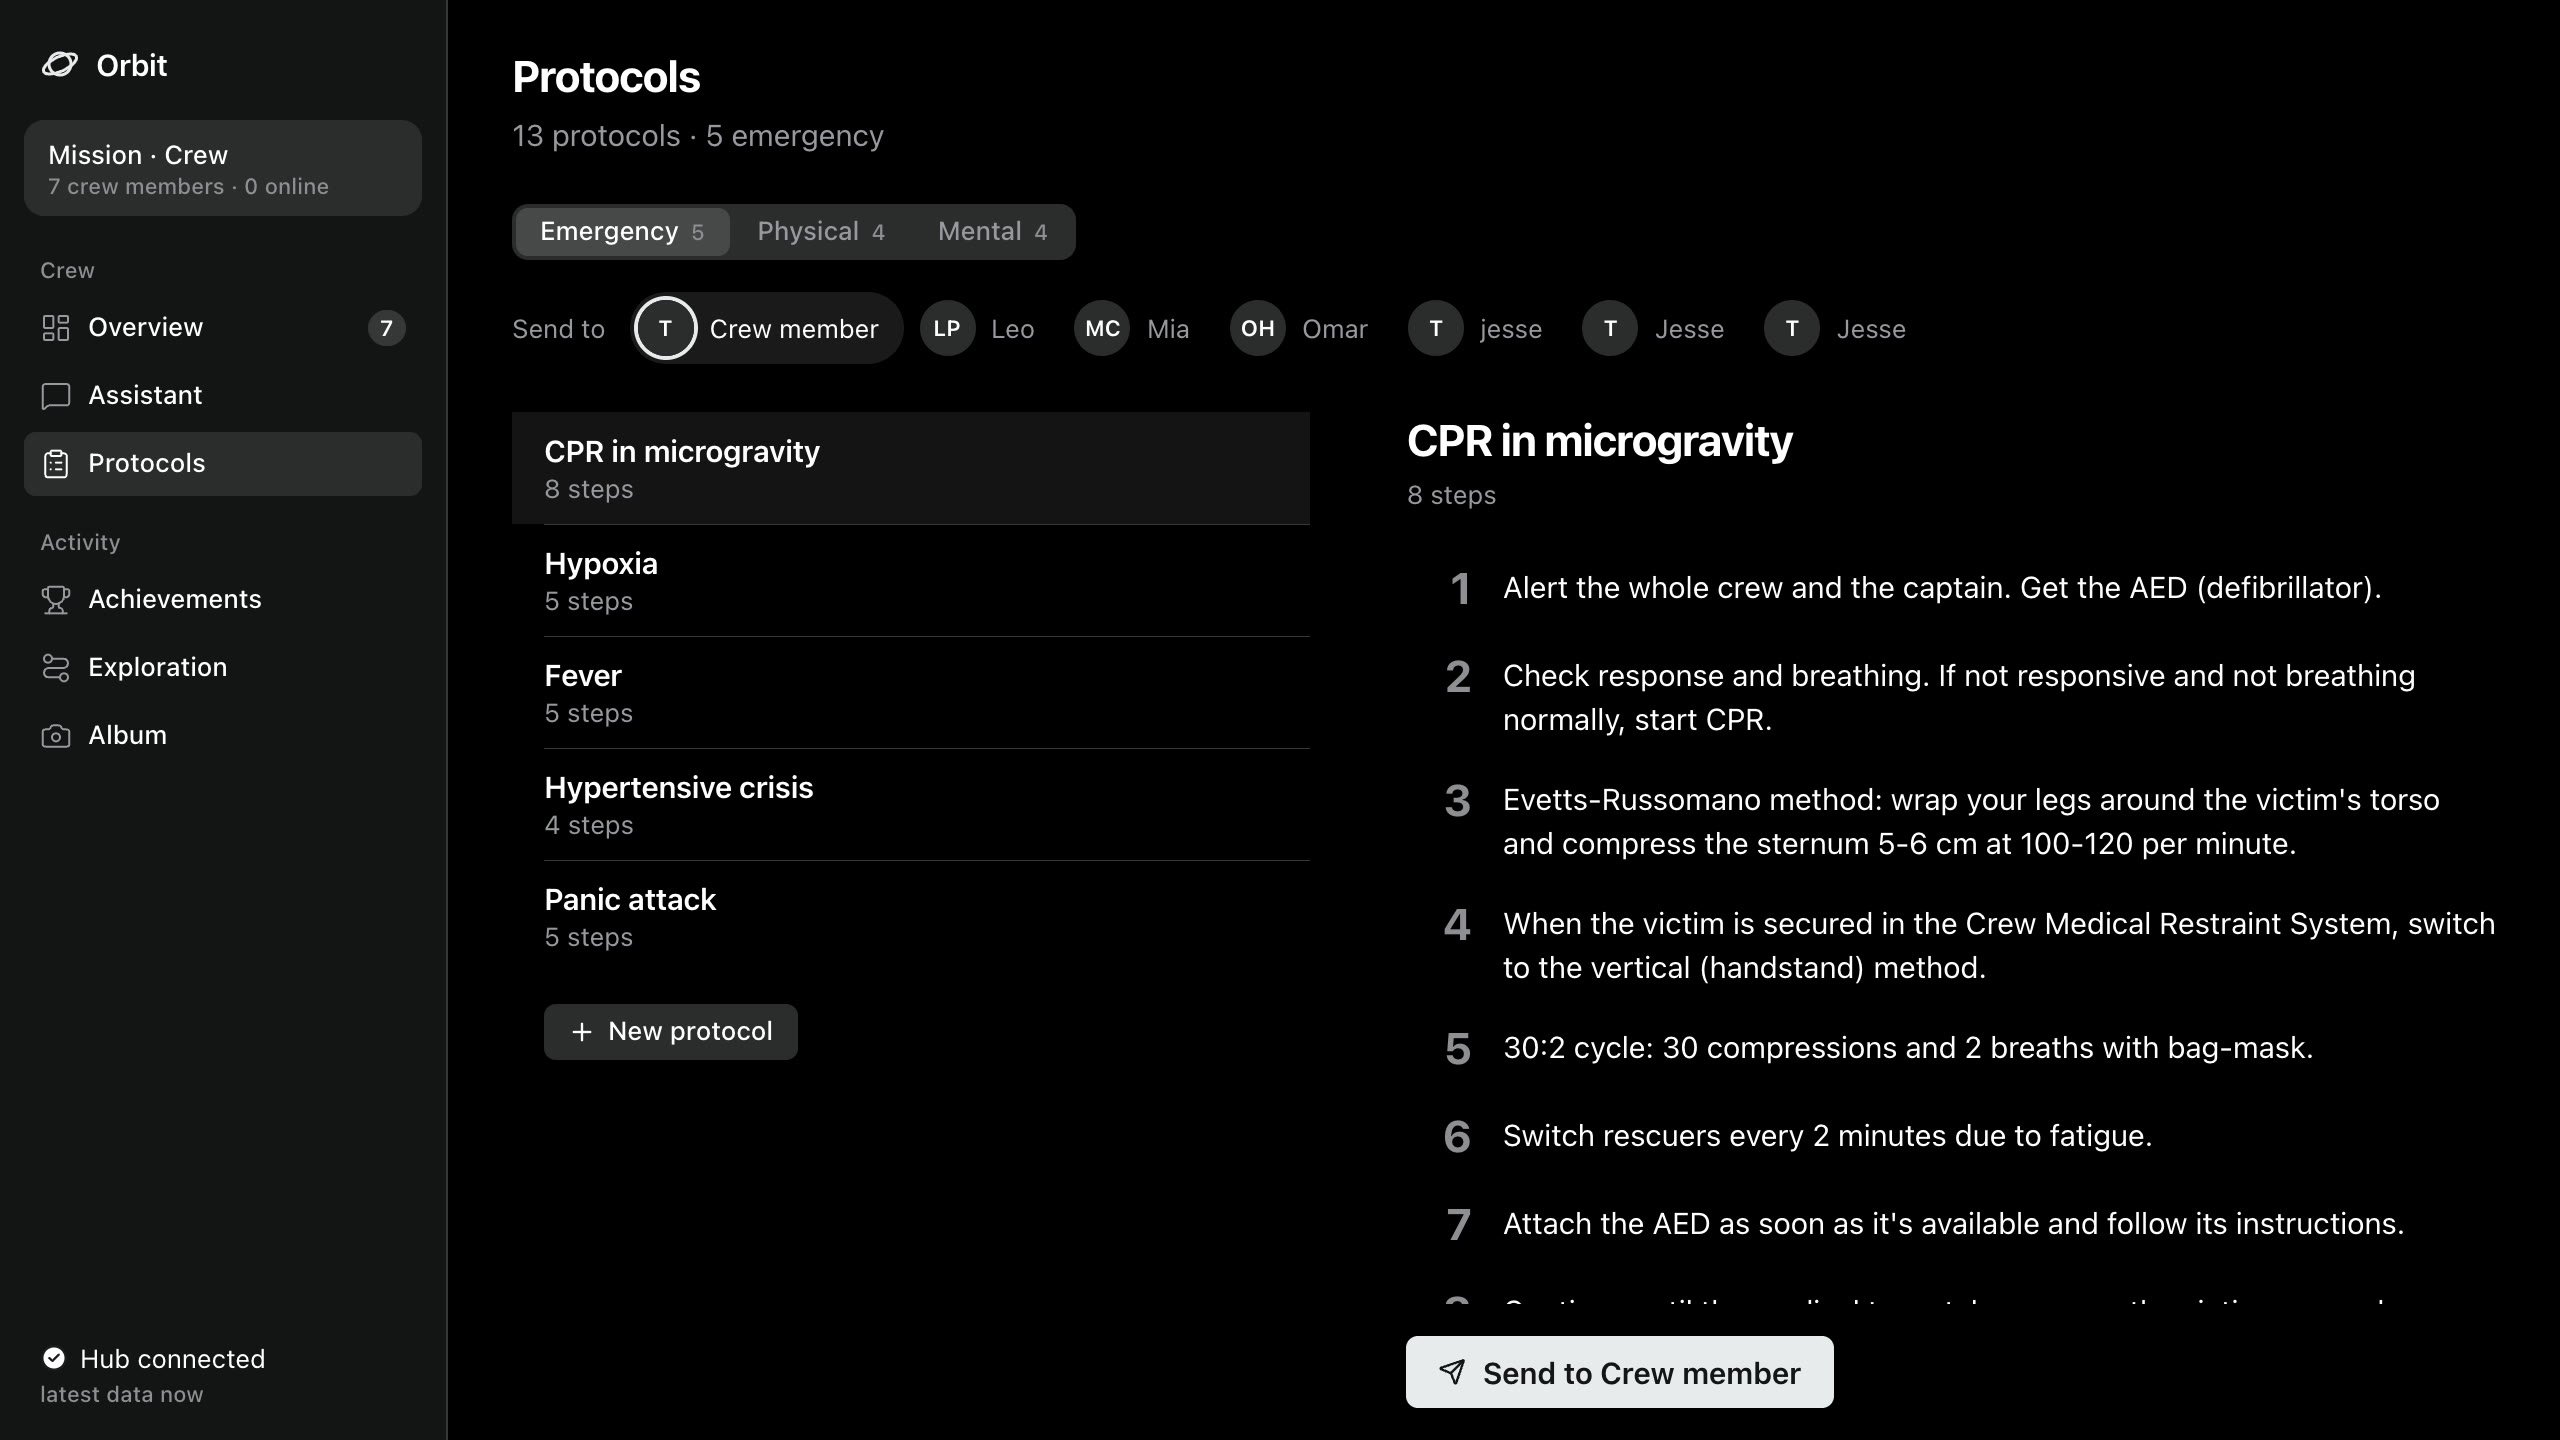 Orbit
Mission · Crew
7 crew members · 0 online
Crew
Overview 7
Assistant
Protocols
Activity
Achievements
Exploration
Album
Hub connected
latest data now
Protocols
13 protocols · 5 emergency
Emergency 5 Physical 4 Mental 4
Send to T Crew member LP Leo MC Mia OH Omar T jesse T Jesse T Jesse
CPR in microgravity
8 steps
Hypoxia
5 steps
Fever
5 steps
Hypertensive crisis
4 steps
Panic attack
5 steps
+ New protocol
CPR in microgravity
8 steps
1 Alert the whole crew and the captain. Get the AED (defibrillator).
2 Check response and breathing. If not responsive and not breathing
normally, start CPR.
3 Evetts-Russomano method: wrap your legs around the victim's torso
and compress the sternum 5-6 cm at 100-120 per minute.
4 When the victim is secured in the Crew Medical Restraint System, switch
to the vertical (handstand) method.
5 30:2 cycle: 30 compressions and 2 breaths with bag-mask.
6 Switch rescuers every 2 minutes due to fatigue.
7 Attach the AED as soon as it's available and follow its instructions.
Send to Crew member